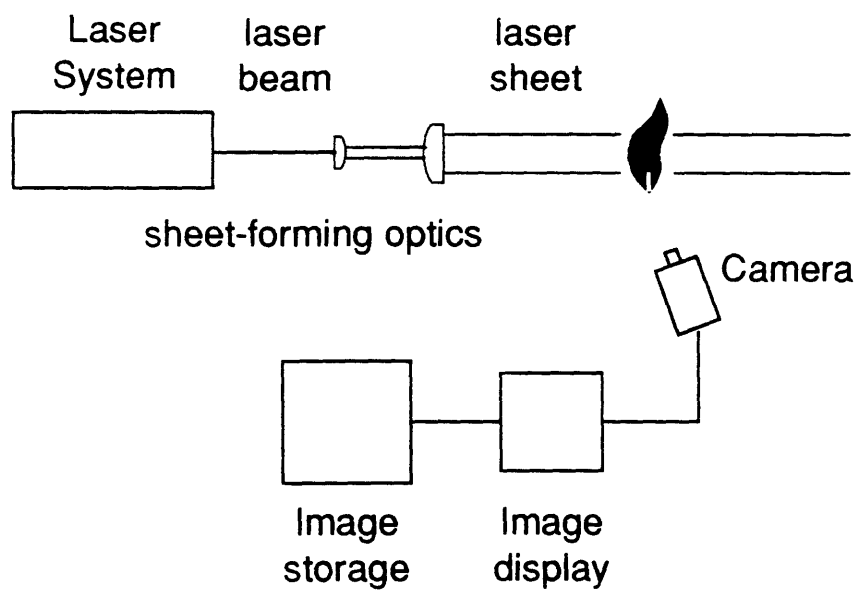 Laser
System
laser
beam
laser
sheet
sheet-forming optics
Camera
Image
storage
Image
display